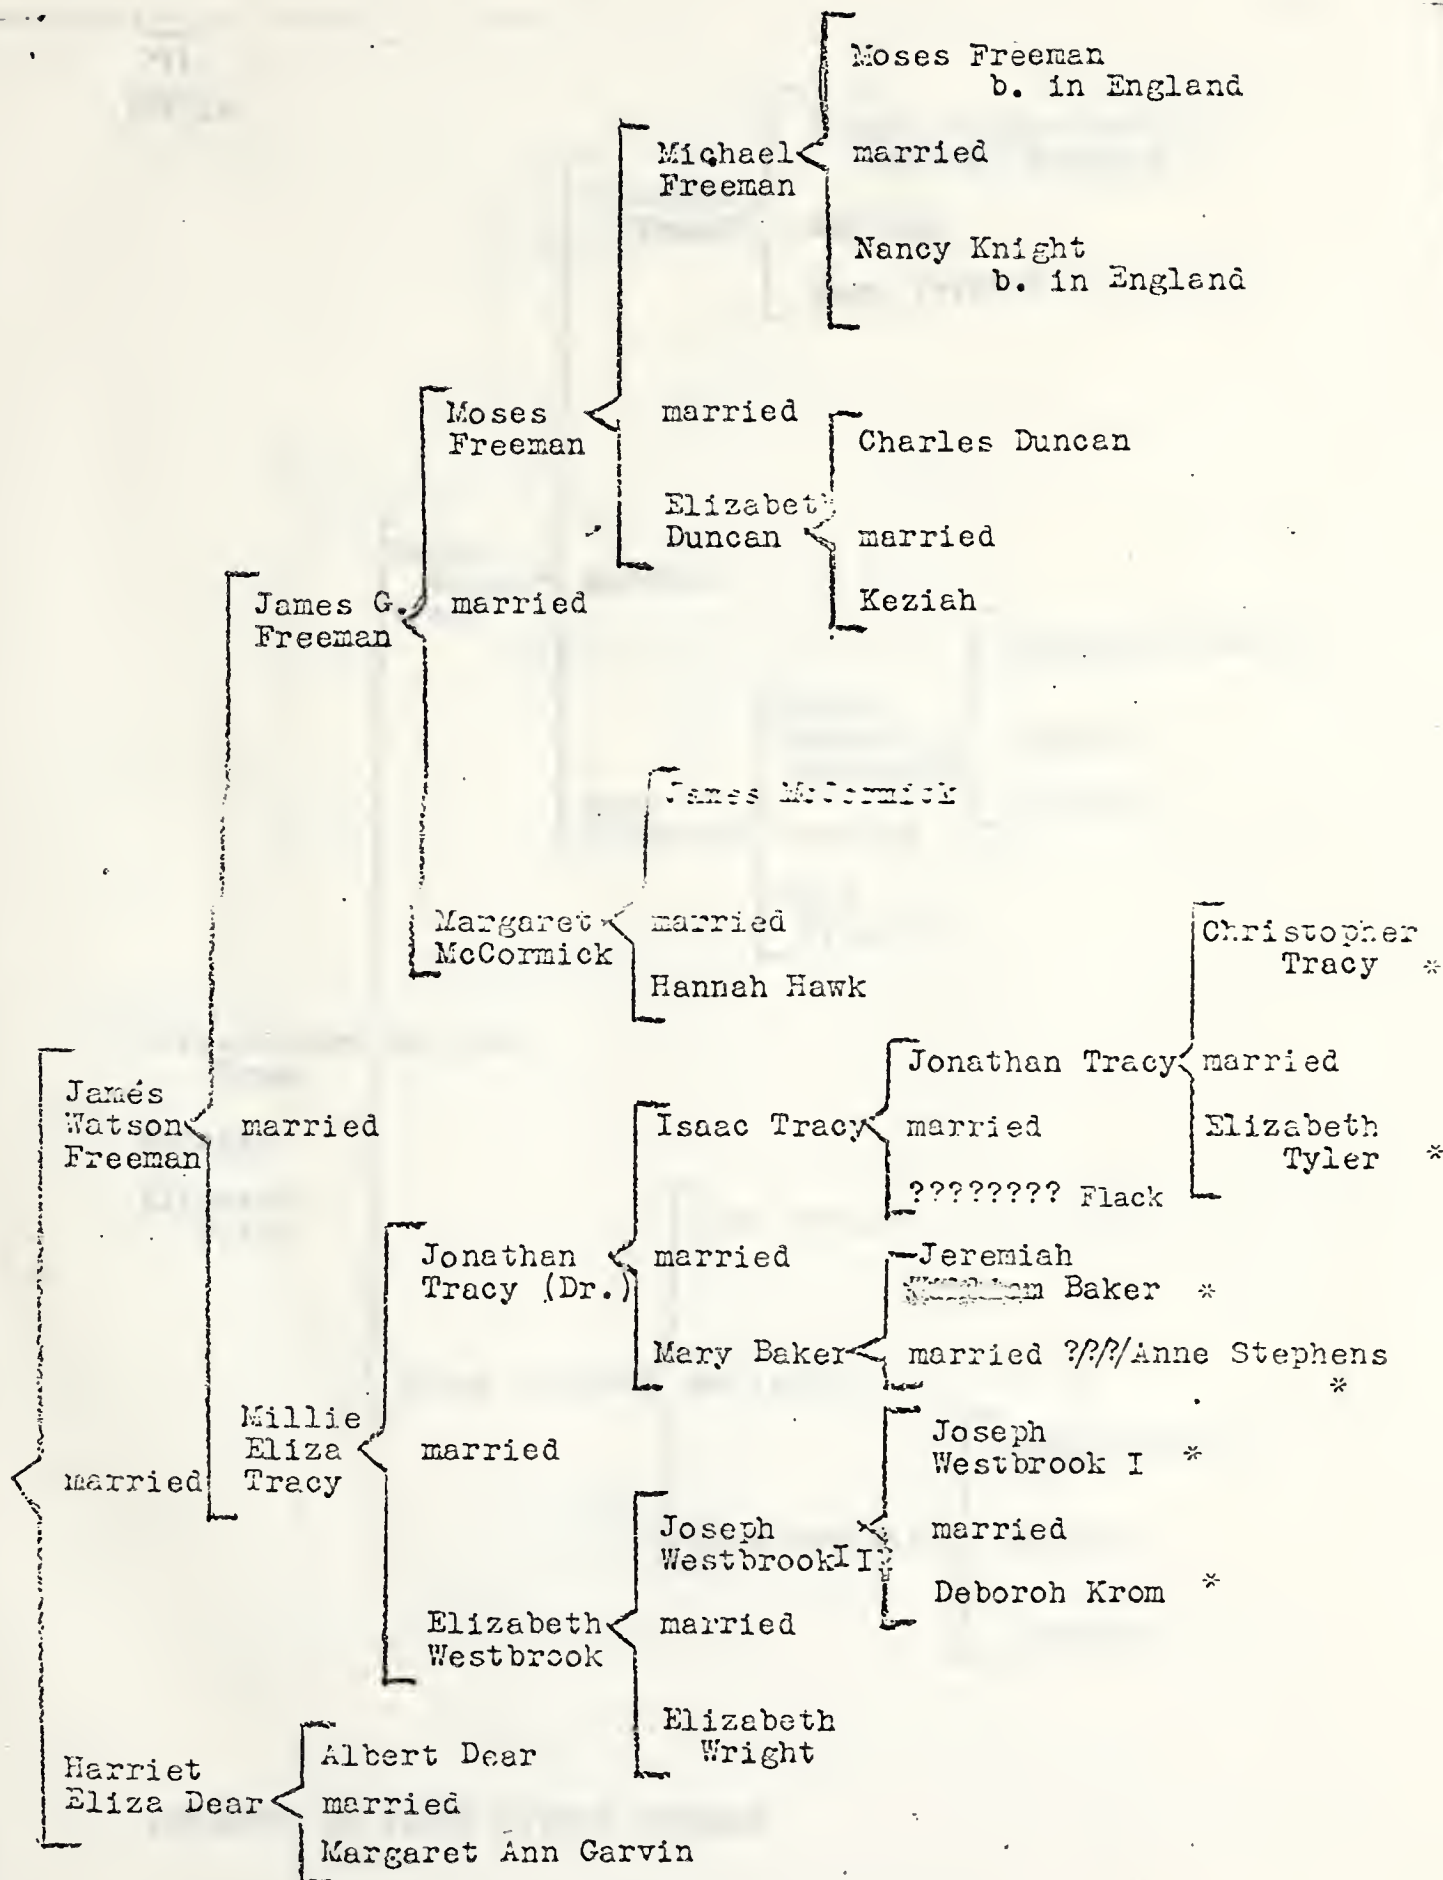 Moses Freeman
b. in England
Michael married
Freeman
Nancy Knight
b. in England
Moses married
Freeman
Charles Duncan
Elizabeth
Duncan married
Keziah
James G. married
Freeman
James McCormick
Margaret married
McCormick
Hannah Hawk
Christopher
Tracy *
Jonathan Tracy married
James
Watson married
Freeman
Isaac Tracy married
Elizabeth
Tyler *
???????? Flack
Jonathan married
Tracy (Dr.)
Jeremiah
Baker *
Mary Baker married ?/?/?/Anne Stephens
*
Millie
Eliza married
Tracy
Joseph
Westbrook I *
married
Joseph married
Westbrook II
Deboroh Krom *
Elizabeth married
Westbrook
Elizabeth
Wright
Harriet
Eliza Dear
Albert Dear
married
Margaret Ann Garvin